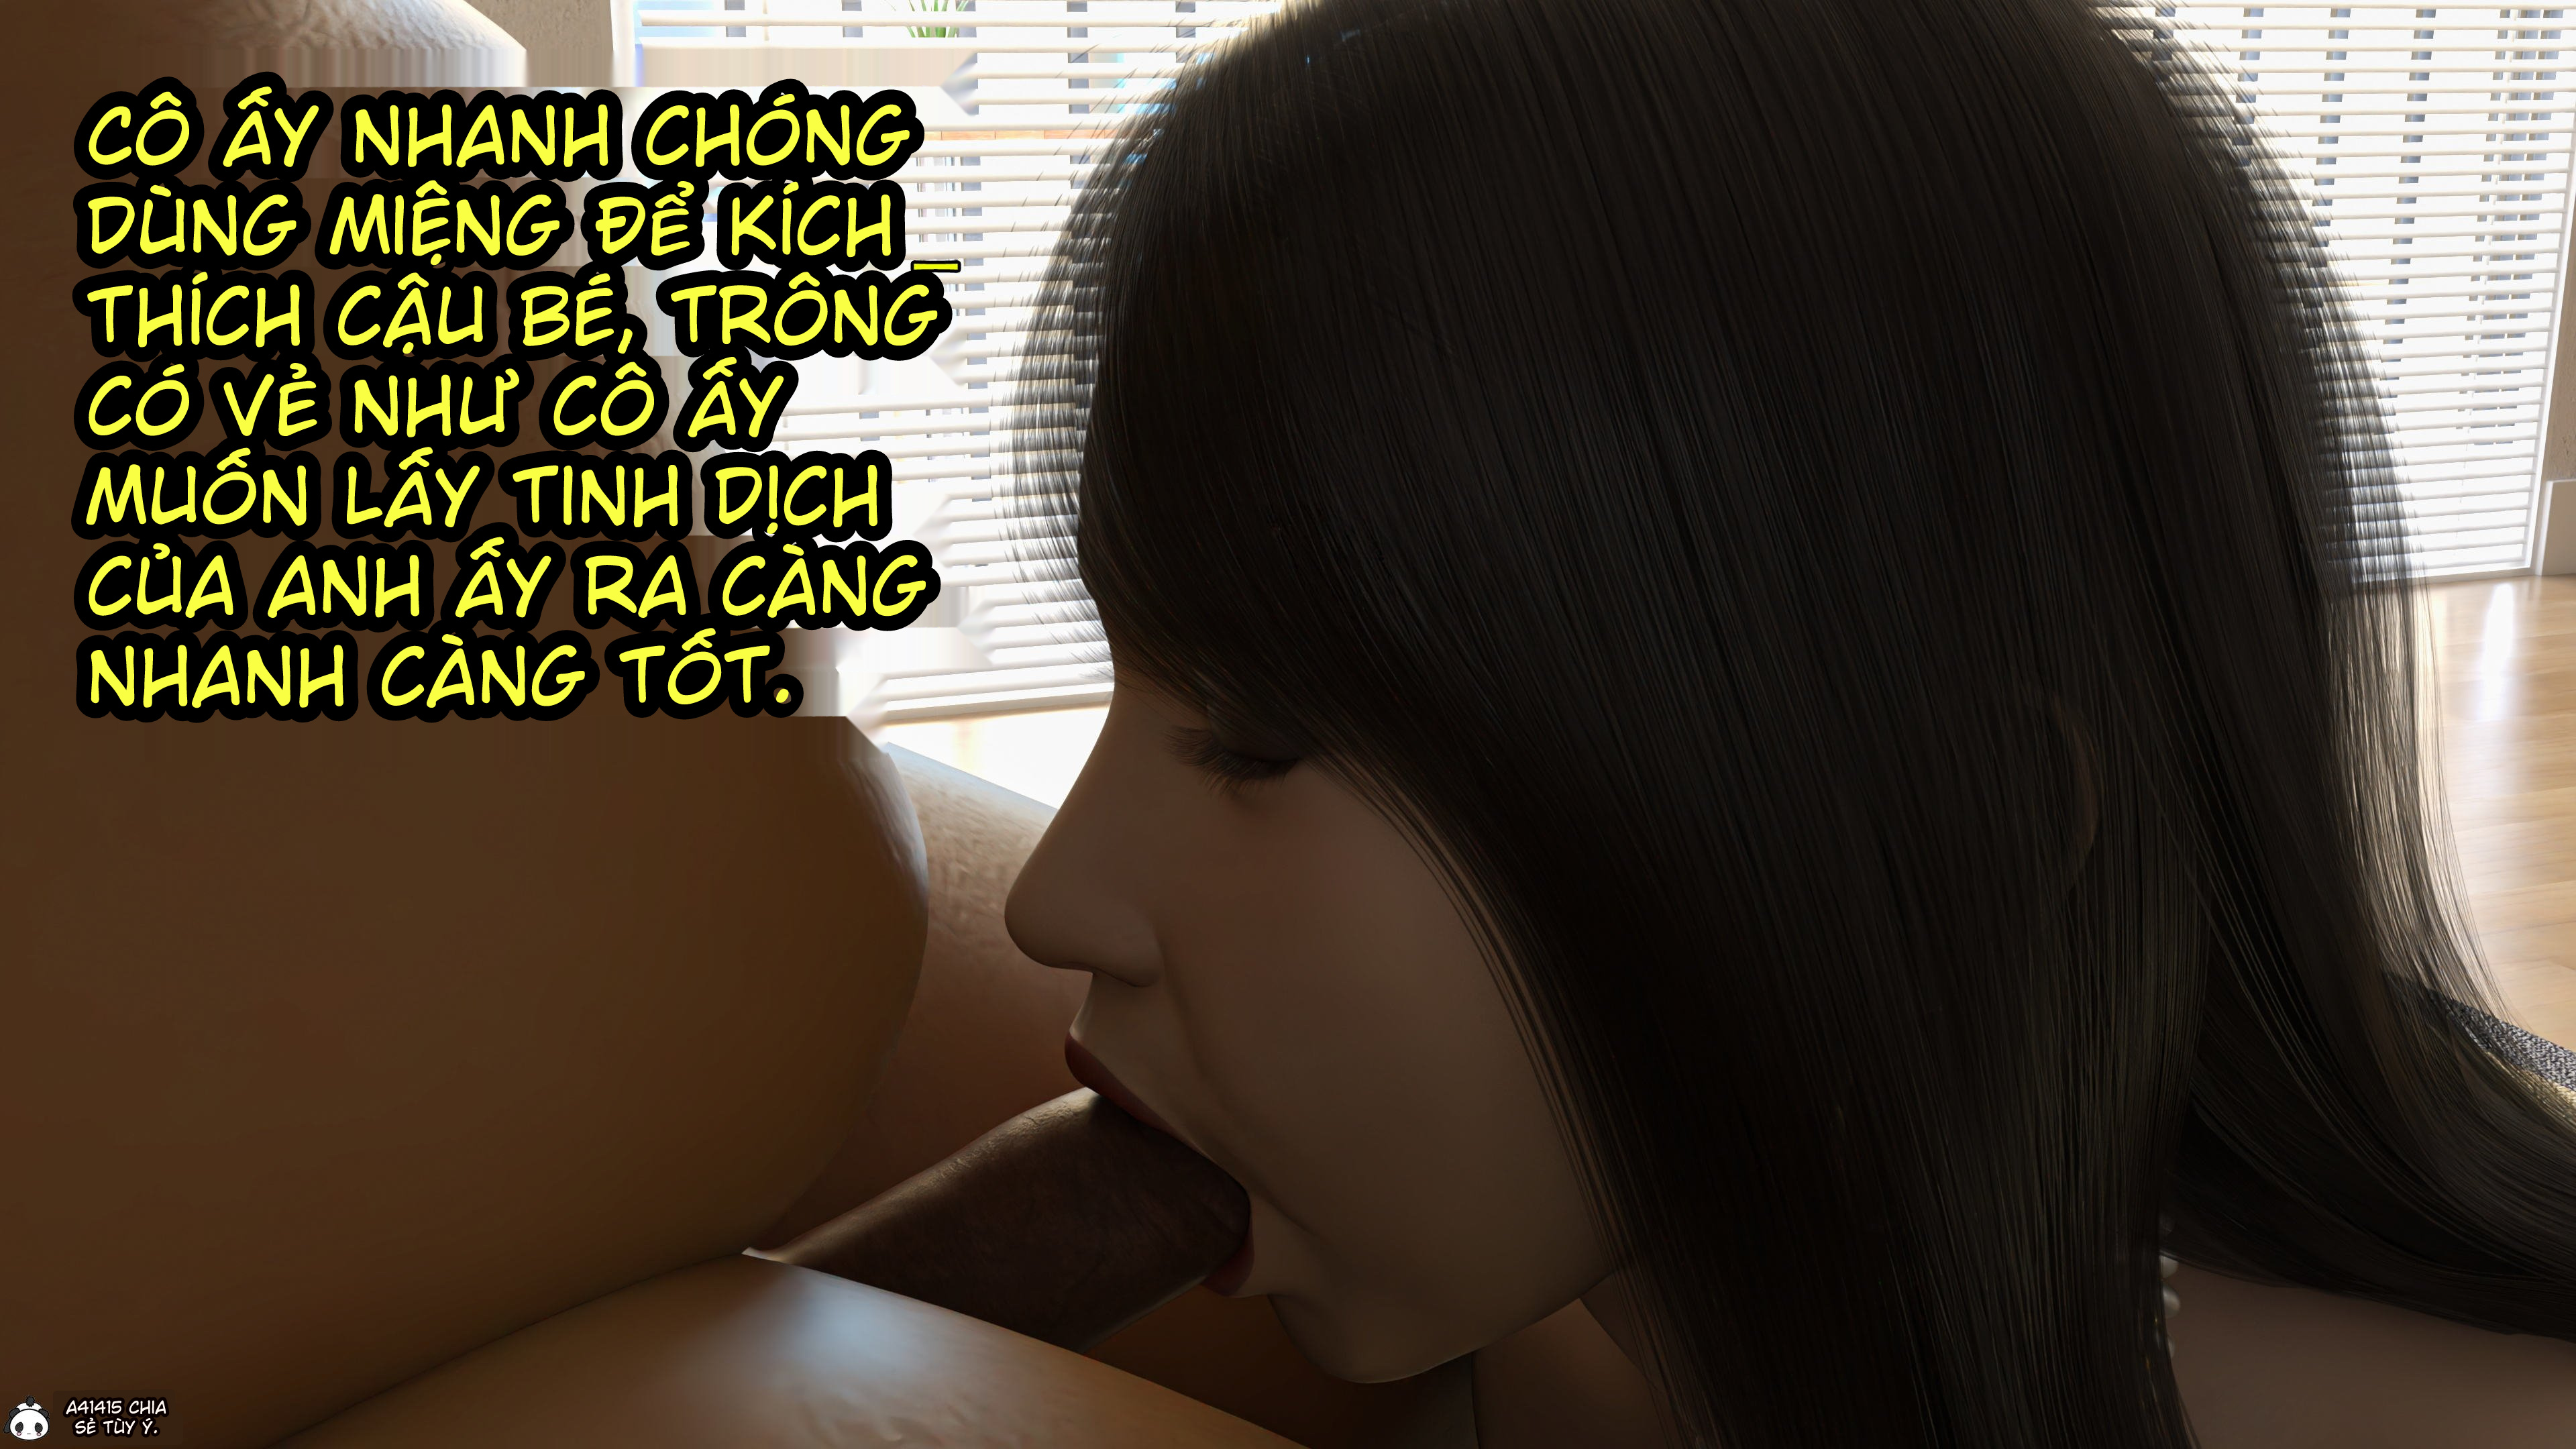 CÔ ẤY NHANH CHÓNG
DÙNG MIỆNG ĐỂ KÍCH_
THÍCH CẬU BÉ, TRÔNG
CÓ VẺ NHƯ CÔ ẤY
MUỐN LẤY TINH DỊCH
CỦA ANH ẤY RA CÀNG
NHANH CÀNG TỐT.
A41415 CHIA
SẺ TÙY Ý.